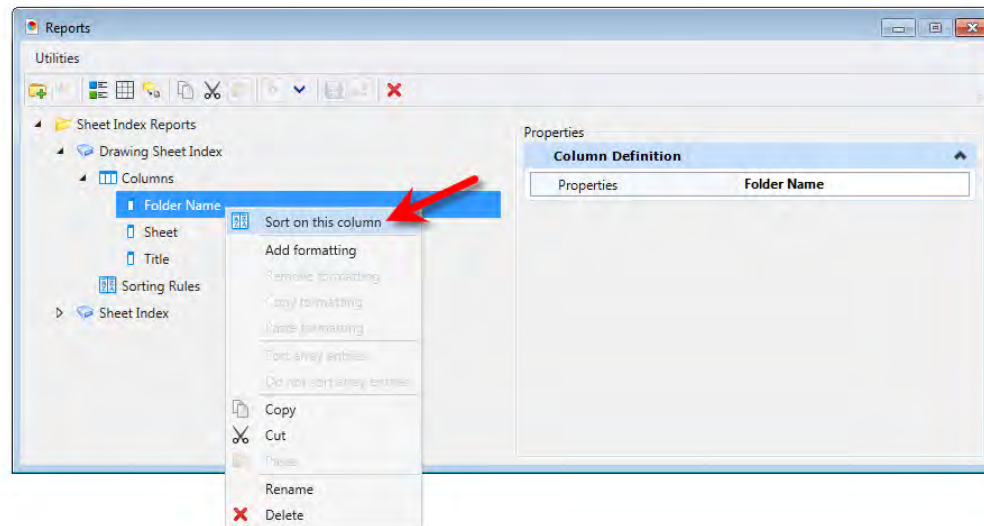 Reports
Utilities
Sheet Index Reports
Drawing Sheet Index
Columns
Folder Name
Sheet
Title
Sorting Rules
Sheet Index
Sort on this column
Add formatting
Remove formatting
Copy formatting
Paste formatting
Sort array entries
Do not sort array entries
Copy
Cut
Paste
Rename
Delete
Properties
Column Definition
Properties Folder Name